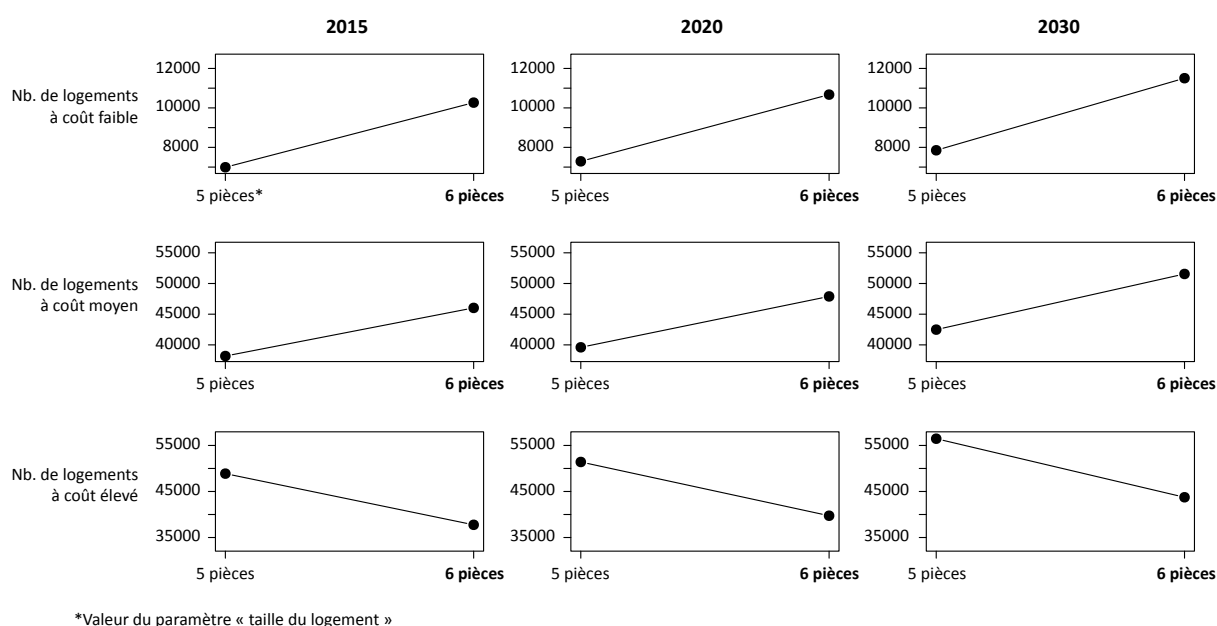 2015 2020 2030
Nb. de logements
à coût faible
12000 12000 12000
10000 10000 10000
8000 8000 8000
5 pièces* 6 pièces 5 pièces 6 pièces 5 pièces 6 pièces
Nb. de logements
à coût moyen
55000 55000 55000
50000 50000 50000
45000 45000 45000
40000 40000 40000
5 pièces 6 pièces 5 pièces 6 pièces 5 pièces 6 pièces
Nb. de logements
à coût élevé
55000 55000 55000
45000 45000 45000
35000 35000 35000
5 pièces 6 pièces 5 pièces 6 pièces 5 pièces 6 pièces
*Valeur du paramètre « taille du logement »